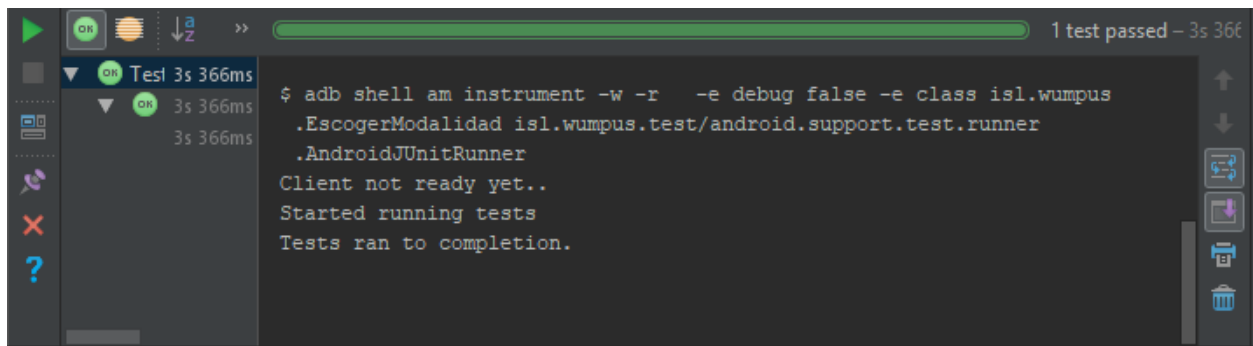 OK
a
z
»
1 test passed – 3s 366
OK Test 3s 366ms
OK 3s 366ms
3s 366ms
$ adb shell am instrument -w -r   -e debug false -e class isl.wumpus
.EscogerModalidad isl.wumpus.test/android.support.test.runner
.AndroidJUnitRunner
Client not ready yet..
Started running tests
Tests ran to completion.
?